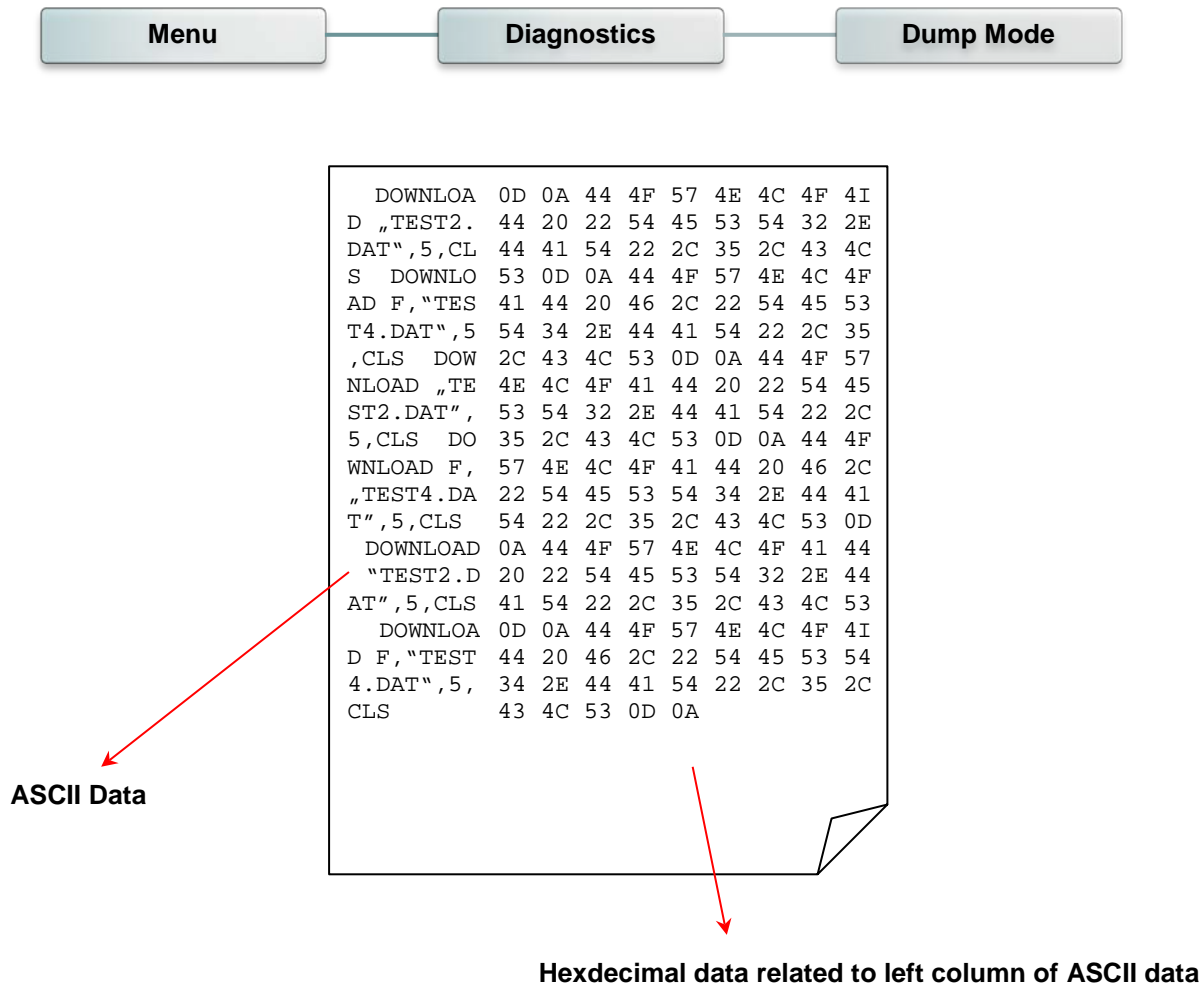 Menu Diagnostics Dump Mode
DOWNLOA 0D 0A 44 4F 57 4E 4C 4F 4I
D „TEST2. 44 20 22 54 45 53 54 32 2E
DAT‟,5,CL 44 41 54 22 2C 35 2C 43 4C
S DOWNLO 53 0D 0A 44 4F 57 4E 4C 4F
AD F,‟TES 41 44 20 46 2C 22 54 45 53
T4.DAT‟,5 54 34 2E 44 41 54 22 2C 35
,CLS DOW 2C 43 4C 53 0D 0A 44 4F 57
NLOAD „TE 4E 4C 4F 41 44 20 22 54 45
ST2.DAT″, 53 54 32 2E 44 41 54 22 2C
5,CLS DO 35 2C 43 4C 53 0D 0A 44 4F
WNLOAD F, 57 4E 4C 4F 41 44 20 46 2C
„TEST4.DA 22 54 45 53 54 34 2E 44 41
T″,5,CLS 54 22 2C 35 2C 43 4C 53 0D
DOWNLOAD 0A 44 4F 57 4E 4C 4F 41 44
‟TEST2.D 20 22 54 45 53 54 32 2E 44
AT″,5,CLS 41 54 22 2C 35 2C 43 4C 53
DOWNLOA 0D 0A 44 4F 57 4E 4C 4F 4I
D F,‟TEST 44 20 46 2C 22 54 45 53 54
4.DAT‟,5, 34 2E 44 41 54 22 2C 35 2C
CLS 43 4C 53 0D 0A
ASCII Data
Hexdecimal data related to left column of ASCII data